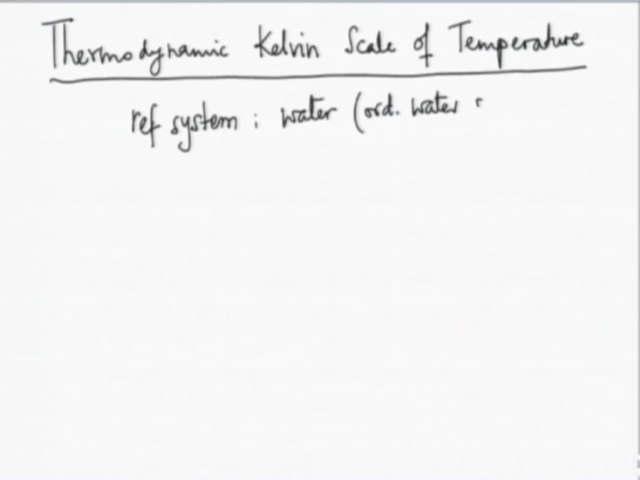 Thermodynamic Kelvin Scale of Temperature
ref system : water (ord. water